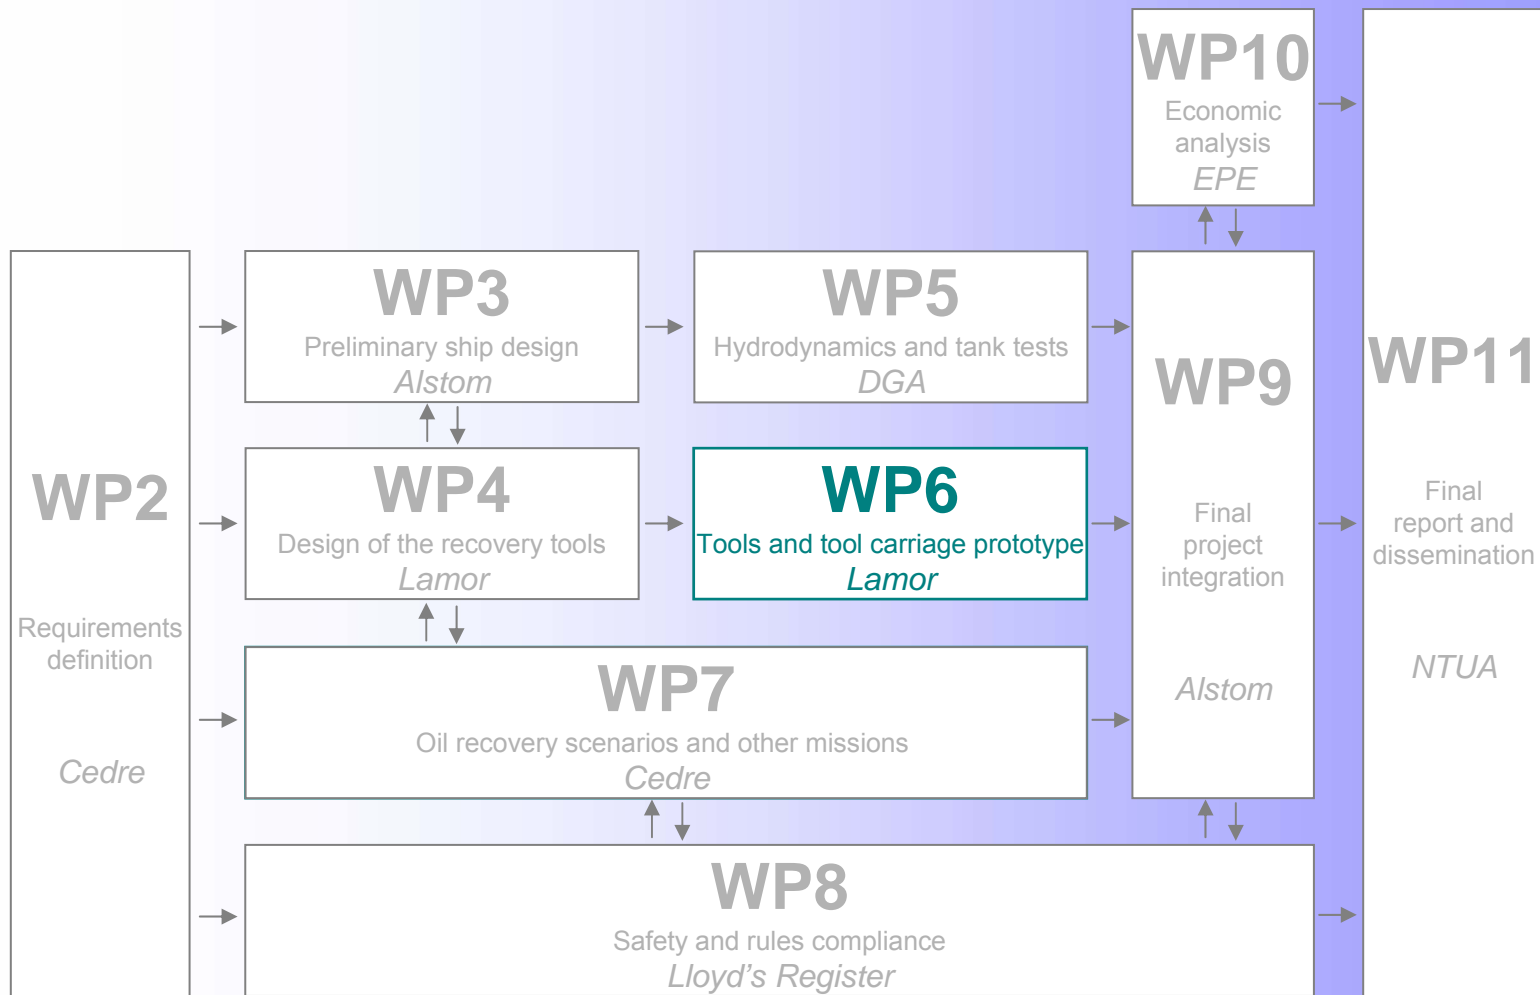 WP10
Economic
analysis
EPE
WP3
Preliminary ship design
Alstom
WP5
Hydrodynamics and tank tests
DGA
WP9
Final
project
integration
Alstom
WP11
Final
report and
dissemination
NTUA
WP2
Requirements
definition
Cedre
WP4
Design of the recovery tools
Lamor
WP6
Tools and tool carriage prototype
Lamor
WP7
Oil recovery scenarios and other missions
Cedre
WP8
Safety and rules compliance
Lloyd's Register